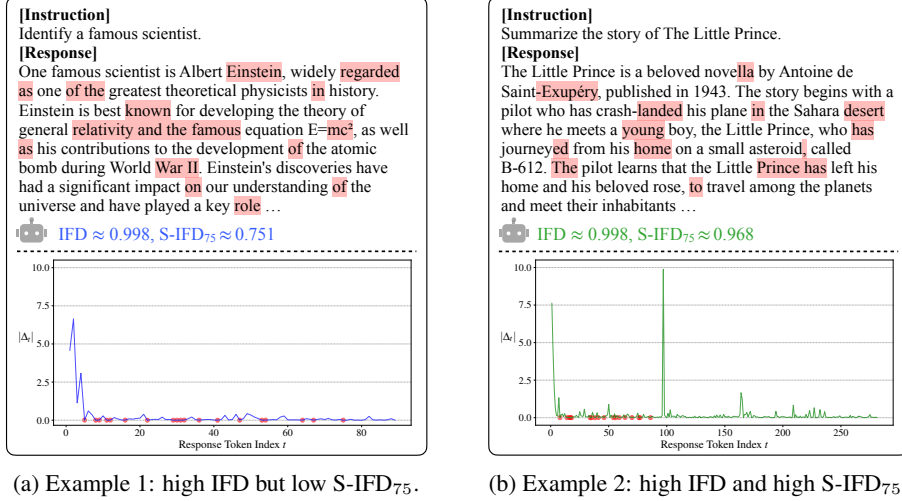 [Instruction]
Identify a famous scientist.
[Response]
One famous scientist is Albert Einstein, widely regarded
as one of the greatest theoretical physicists in history.
Einstein is best known for developing the theory of
general relativity and the famous equation E=mc², as well
as his contributions to the development of the atomic
bomb during World War II. Einstein's discoveries have
had a significant impact on our understanding of the
universe and have played a key role …
IFD ≈ 0.998, S-IFD₇₅ ≈ 0.751
10.0
7.5
|Δₜ|
5.0
2.5
0.0
0 20 40 60 80
Response Token Index t
(a) Example 1: high IFD but low S-IFD₇₅.
[Instruction]
Summarize the story of The Little Prince.
[Response]
The Little Prince is a beloved novella by Antoine de
Saint-Exupéry, published in 1943. The story begins with a
pilot who has crash-landed his plane in the Sahara desert
where he meets a young boy, the Little Prince, who has
journeyed from his home on a small asteroid, called
B-612. The pilot learns that the Little Prince has left his
home and his beloved rose, to travel among the planets
and meet their inhabitants …
IFD ≈ 0.998, S-IFD₇₅ ≈ 0.968
10.0
7.5
|Δₜ|
5.0
2.5
0.0
0 50 100 150 200 250
Response Token Index t
(b) Example 2: high IFD and high S-IFD₇₅